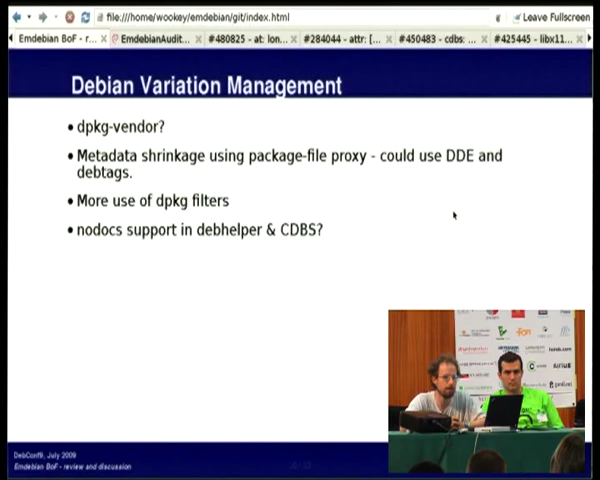 file:///home/wookey/emdebian/git/index.html
Leave Fullscreen
Emdebian BoF - r...
EmdebianAudit...
#480825 - at: lon...
#284044 - attr: [...
#450483 - cdbs: ...
#425445 - libx11...
Debian Variation Management
• dpkg-vendor?
• Metadata shrinkage using package-file proxy - could use DDE and
debtags.
• More use of dpkg filters
• nodocs support in debhelper & CDBS?
DebConf9, July 2009
Emdebian BoF - review and discussion